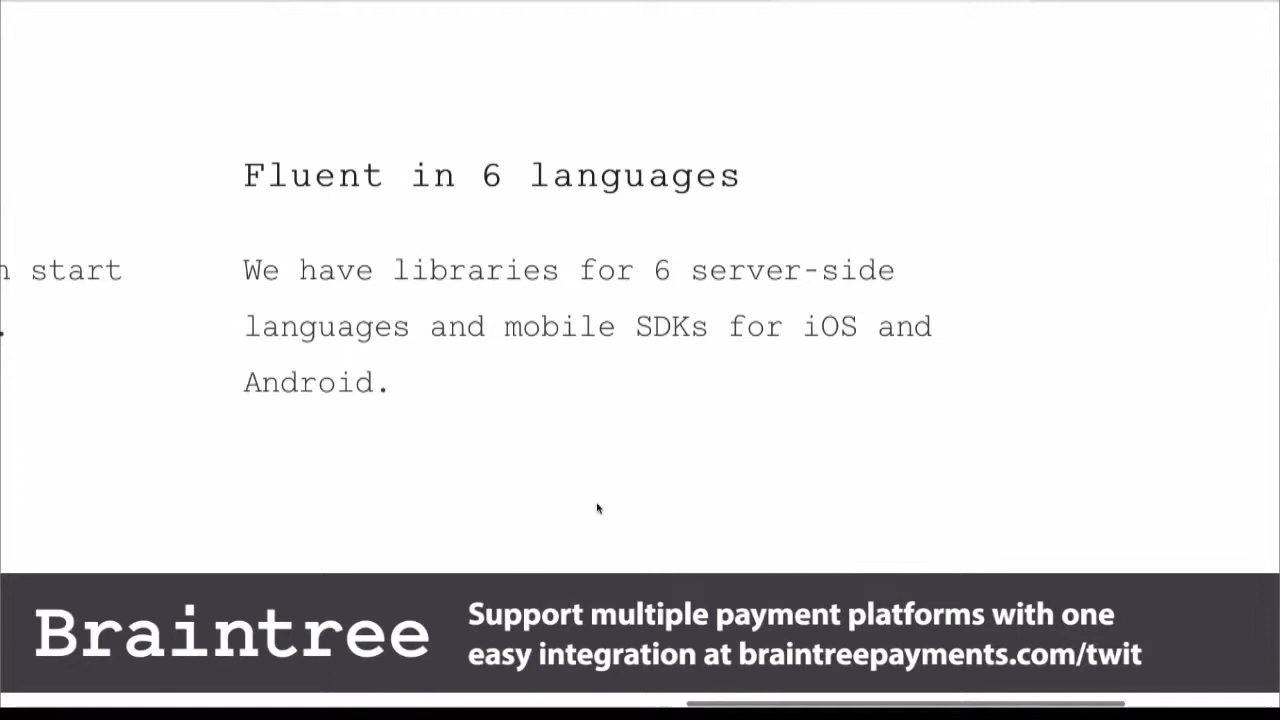 Fluent in 6 languages
start
We have libraries for 6 server-side
languages and mobile SDKs for iOS and
.
Android.
Braintree
Support multiple payment platforms with one
easy integration at braintreepayments.com/twit